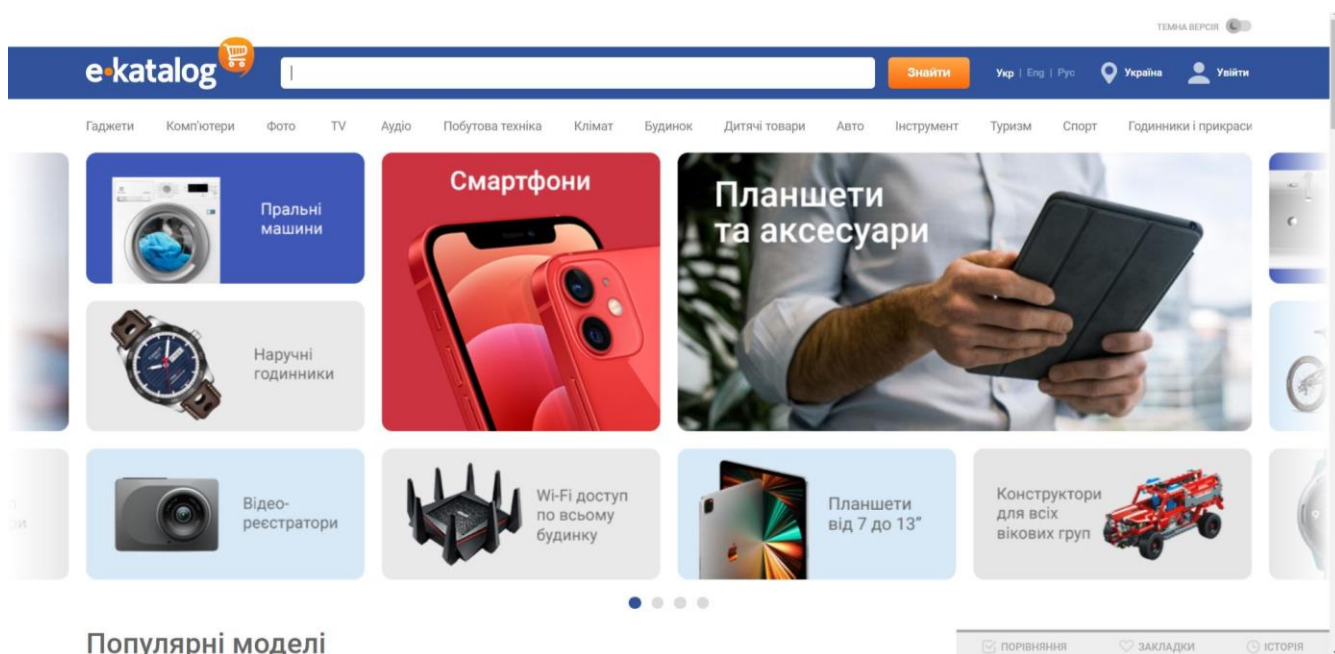 ТЕМНА ВЕРСІЯ
e-katalog
Знайти
Укр | Eng | Рус
Україна
Увійти
Гаджети Комп'ютери Фото TV Аудіо Побутова техніка Клімат Будинок Дитячі товари Авто Інструмент Туризм Спорт Годинники і прикраси
Пральні
машини
Смартфони
Планшети
та аксесуари
Наручні
годинники
Відео-
реєстратори
Wi-Fi доступ
по всьому
будинку
Планшети
від 7 до 13"
Конструктори
для всіх
вікових груп
Популярні моделі
ПОРІВНЯННЯ
ЗАКЛАДКИ
ІСТОРІЯ